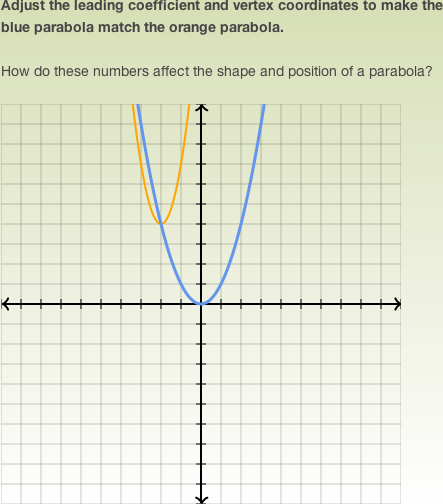 Adjust the leading coefficient and vertex coordinates to make the
blue parabola match the orange parabola.
How do these numbers affect the shape and position of a parabola?